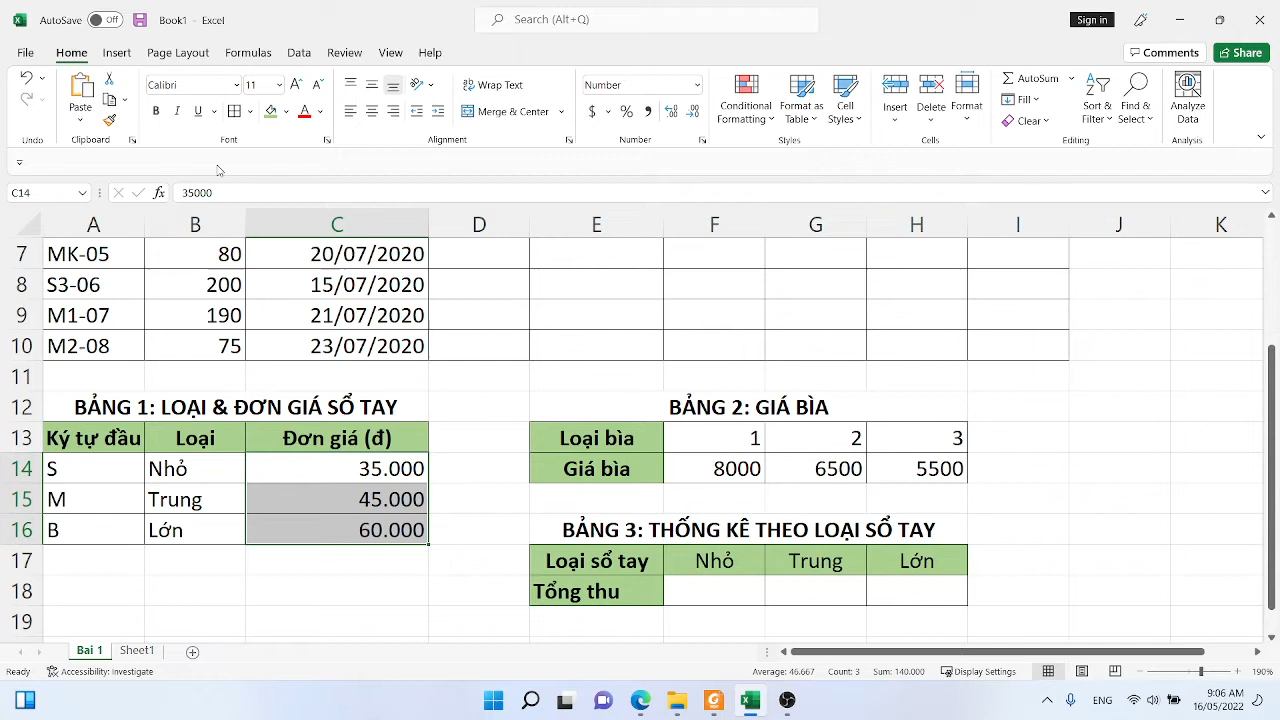 AutoSave Off Book1 - Excel Search (Alt+Q) Sign in
File Home Insert Page Layout Formulas Data Review View Help Comments Share
Calibri 11 Wrap Text Number AutoSum
Paste B I U Merge & Center $ % Conditional Formatting Format as Table Cell Styles Insert Delete Format Fill Clear Sort & Filter Find & Select Analyze Data
Undo Clipboard Font Alignment Number Styles Cells Editing Analysis
C14 fx 35000
A B C D E F G H I J K
7 MK-05 80 20/07/2020
8 S3-06 200 15/07/2020
9 M1-07 190 21/07/2020
10 M2-08 75 23/07/2020
11
12 BẢNG 1: LOẠI & ĐƠN GIÁ SỔ TAY BẢNG 2: GIÁ BÌA
13 Ký tự đầu Loại Đơn giá (đ) Loại bìa 1 2 3
14 S Nhỏ 35.000 Giá bìa 8000 6500 5500
15 M Trung 45.000
16 B Lớn 60.000 BẢNG 3: THỐNG KÊ THEO LOẠI SỔ TAY
17 Loại sổ tay Nhỏ Trung Lớn
18 Tổng thu
19
Bai 1 Sheet1
Ready Accessibility: Investigate Average: 46.667 Count: 3 Sum: 140.000 Display Settings 190%
ENG 9:06 AM
16/05/2022